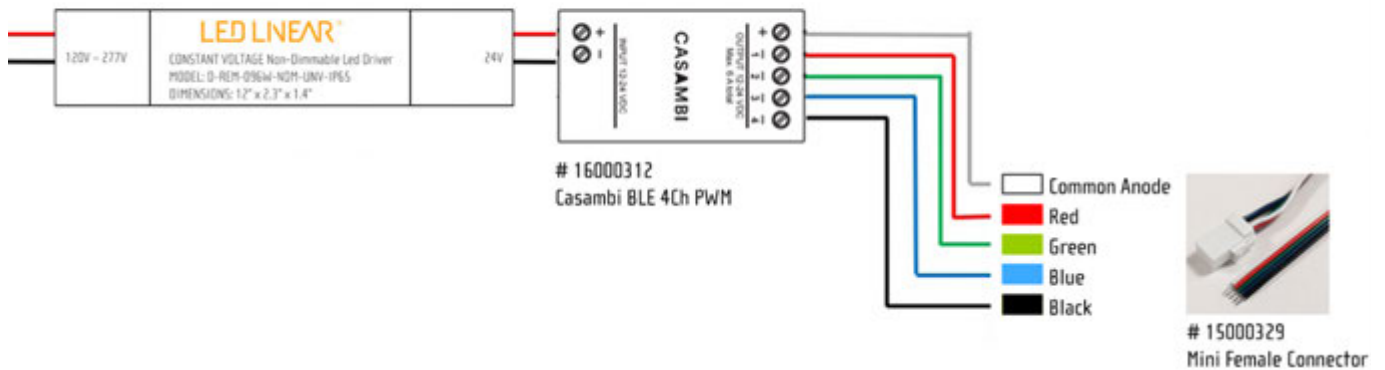 120V - 277V
LED LINEAR®
CONSTANT VOLTAGE Non-Dimmable Led Driver
MODEL: D-REM-096W-NDM-UNV-IP65
DIMENSIONS: 12" x 2.3" x 1.4"
24V
+
-
INPUT 12-24 VDC
CASAMBI
OUTPUT 12-24 VDC
Max. 6 A total
+
1-
2-
3-
4-
# 16000312
Casambi BLE 4Ch PWM
Common Anode
Red
Green
Blue
Black
# 15000329
Mini Female Connector